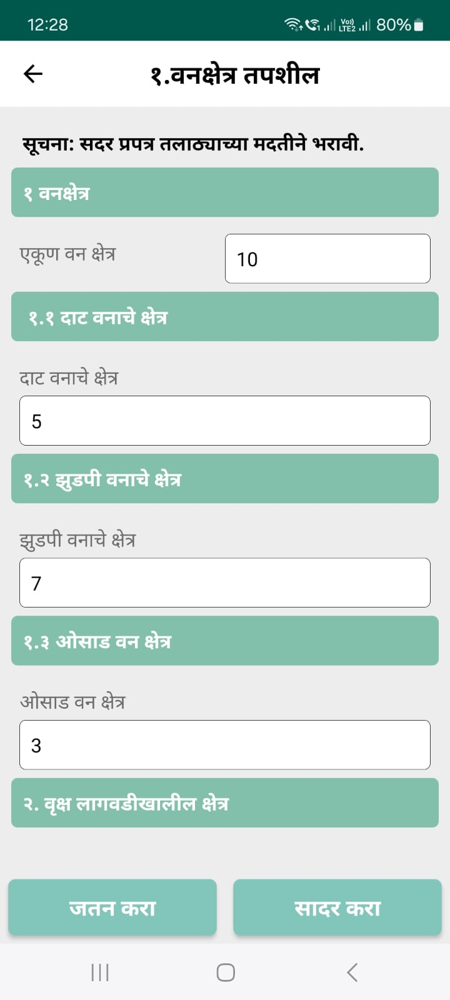 12:28
Vo)) LTE2 80%
१.वनक्षेत्र तपशील
सूचना: सदर प्रपत्र तलाठ्याच्या मदतीने भरावी.
१ वनक्षेत्र
एकूण वन क्षेत्र 10
१.१ दाट वनाचे क्षेत्र
दाट वनाचे क्षेत्र
5
१.२ झुडपी वनाचे क्षेत्र
झुडपी वनाचे क्षेत्र
7
१.३ ओसाड वन क्षेत्र
ओसाड वन क्षेत्र
3
२. वृक्ष लागवडीखालील क्षेत्र
जतन करा सादर करा